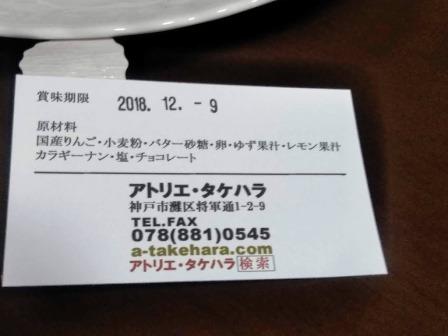 賞味期限 2018. 12. - 9
原材料
国産りんご・小麦粉・バター砂糖・卵・ゆず果汁・レモン果汁
カラギーナン・塩・チョコレート
アトリエ・タケハラ
神戸市灘区将軍通1-2-9
TEL.FAX
078(881)0545
a-takehara.com
アトリエ・タケハラ 検索